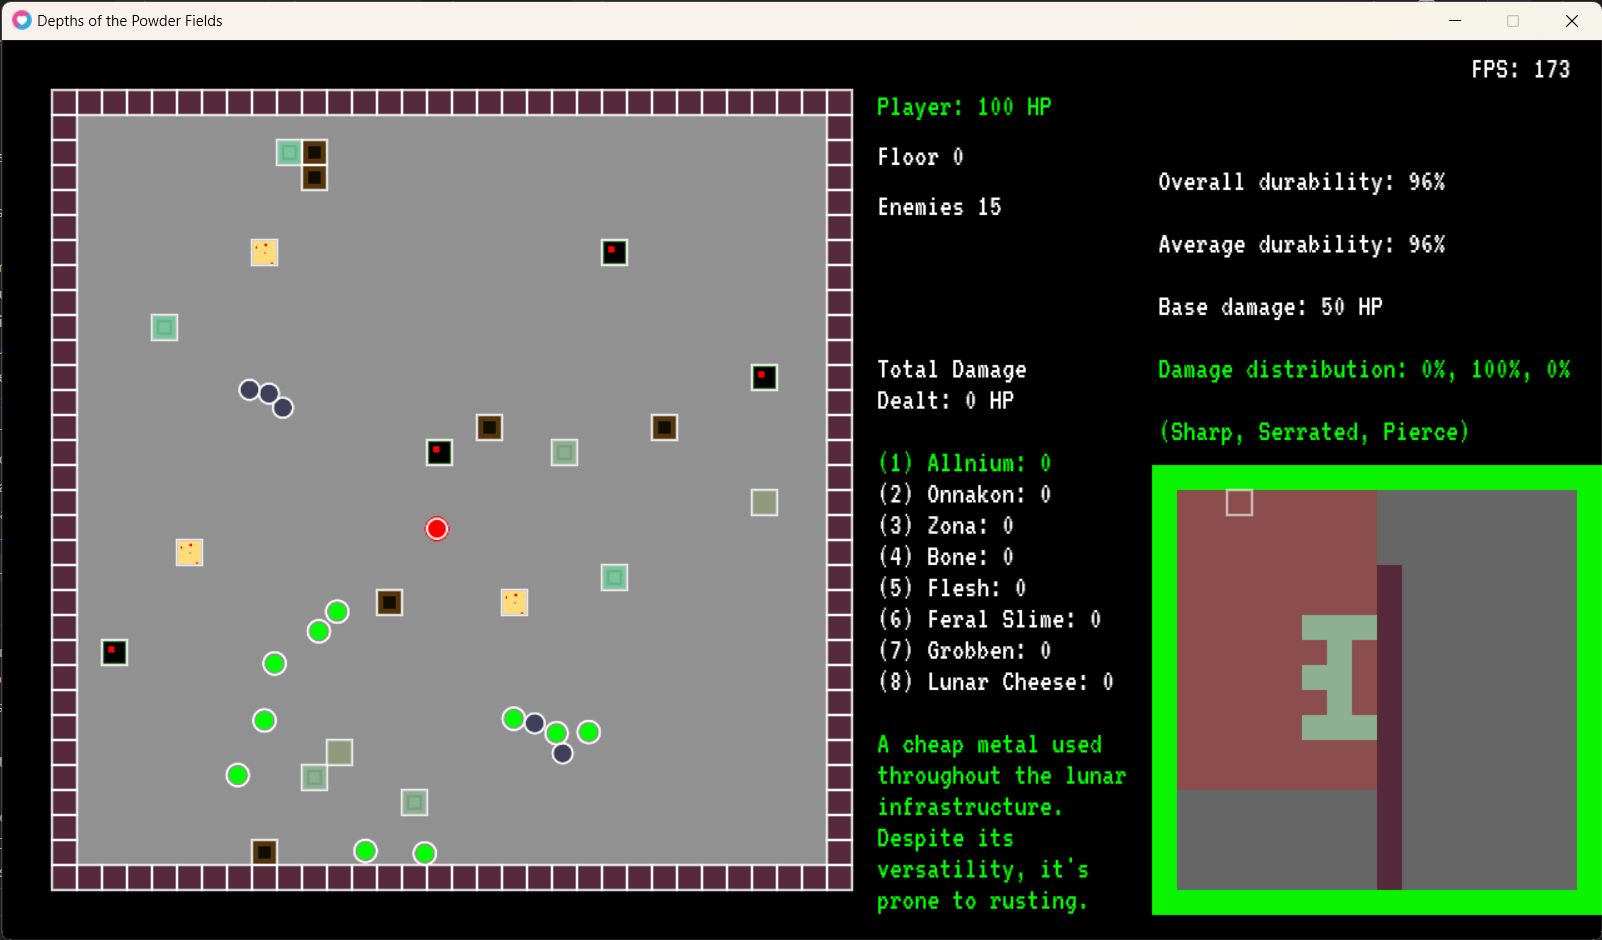 Depths of the Powder Fields
FPS: 173
Player: 100 HP
Floor 0
Enemies 15
Total Damage
Dealt: 0 HP
(1) Allnium: 0
(2) Onnakon: 0
(3) Zona: 0
(4) Bone: 0
(5) Flesh: 0
(6) Feral Slime: 0
(7) Grobben: 0
(8) Lunar Cheese: 0
A cheap metal used
throughout the lunar
infrastructure.
Despite its
versatility, it's
prone to rusting.
Overall durability: 96%
Average durability: 96%
Base damage: 50 HP
Damage distribution: 0%, 100%, 0%
(Sharp, Serrated, Pierce)